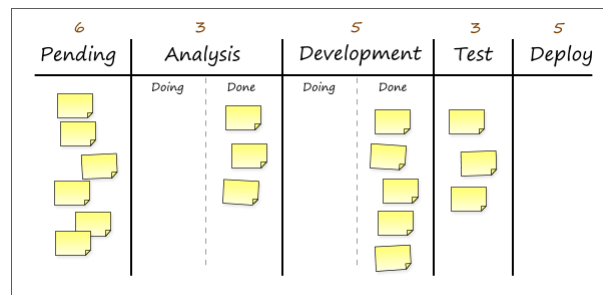 6 3 5 3 5
Pending Analysis Development Test Deploy
Doing Done Doing Done